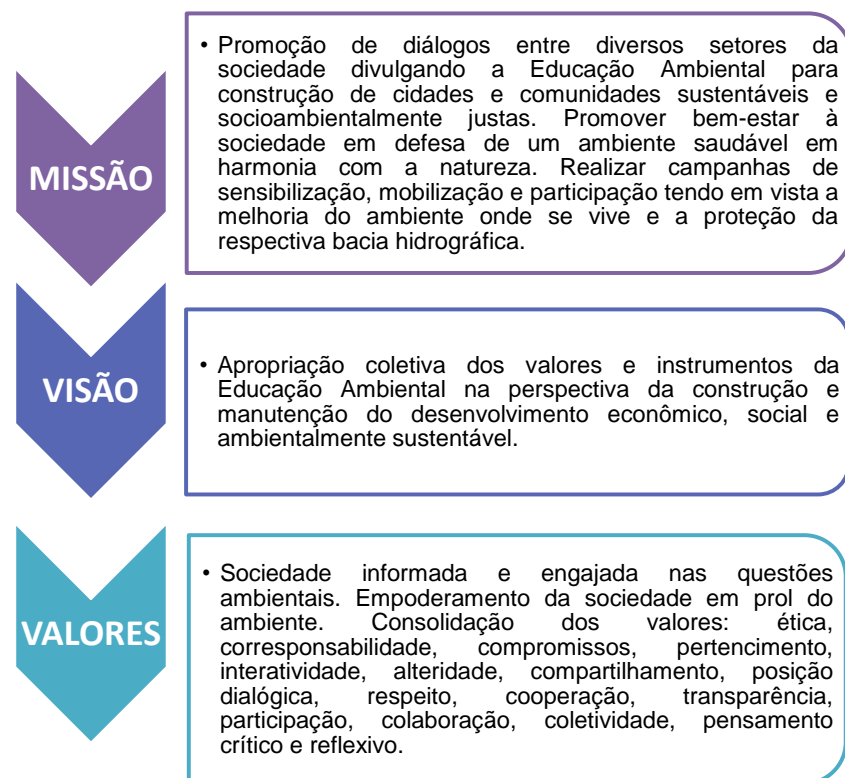 MISSÃO
• Promoção de diálogos entre diversos setores da
sociedade divulgando a Educação Ambiental para
construção de cidades e comunidades sustentáveis e
socioambientalmente justas. Promover bem-estar à
sociedade em defesa de um ambiente saudável em
harmonia com a natureza. Realizar campanhas de
sensibilização, mobilização e participação tendo em vista a
melhoria do ambiente onde se vive e a proteção da
respectiva bacia hidrográfica.
VISÃO
• Apropriação coletiva dos valores e instrumentos da
Educação Ambiental na perspectiva da construção e
manutenção do desenvolvimento econômico, social e
ambientalmente sustentável.
VALORES
• Sociedade informada e engajada nas questões
ambientais. Empoderamento da sociedade em prol do
ambiente. Consolidação dos valores: ética,
corresponsabilidade, compromissos, pertencimento,
interatividade, alteridade, compartilhamento, posição
dialógica, respeito, cooperação, transparência,
participação, colaboração, coletividade, pensamento
crítico e reflexivo.